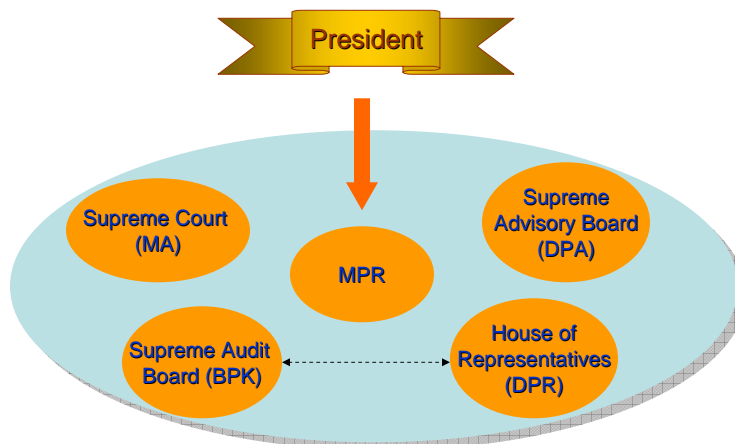 President
Supreme Court
(MA)
Supreme
Advisory Board
(DPA)
MPR
Supreme Audit
Board (BPK)
House of
Representatives
(DPR)